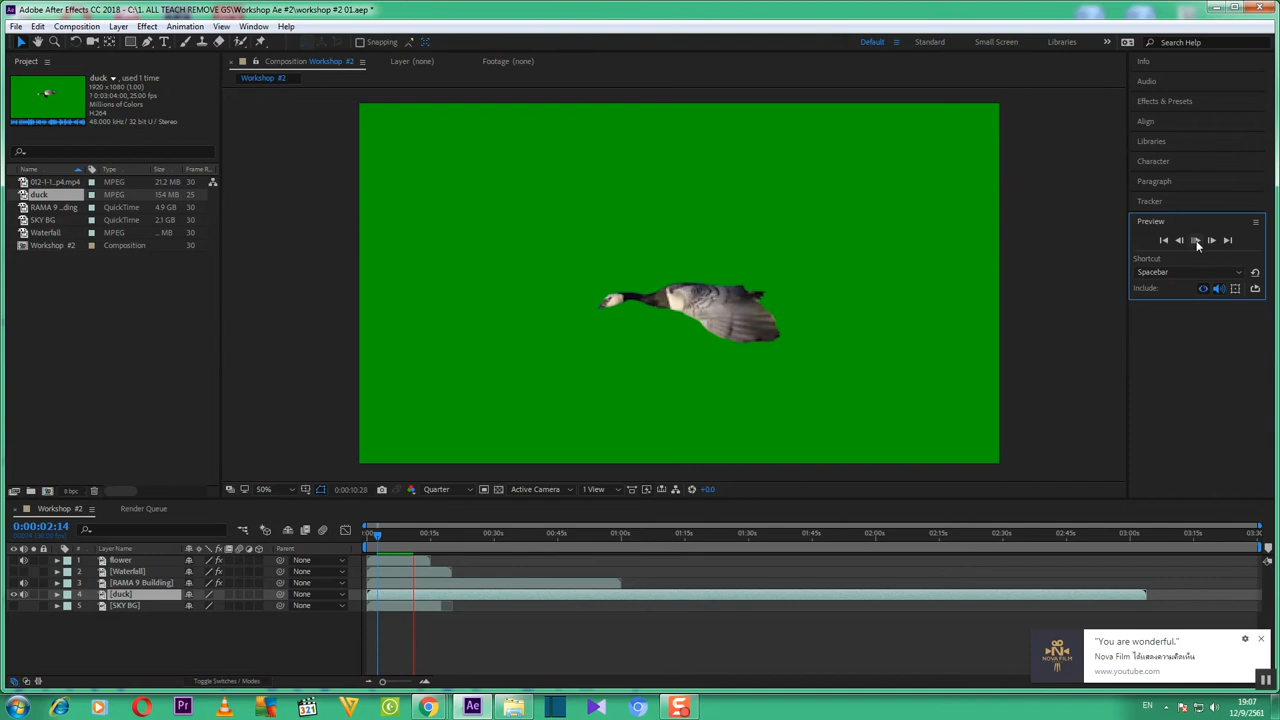 Adobe After Effects CC 2018 - C:\1. ALL TEACH REMOVE GS\Workshop Ae #2\workshop #2 01.aep *
File Edit Composition Layer Effect Animation View Window Help
Snapping Default Standard Small Screen Libraries Search Help
Project Composition Workshop #2 Layer (none) Footage (none) Info
duck , used 1 time Workshop #2
1920 x 1080 (1.00)
? 0:03:04:00, 25.00 fps
Millions of Colors
H.264
48.000 kHz / 32 bit U / Stereo
Audio
Effects & Presets
Align
Libraries
Character
Paragraph
Tracker
Preview
Shortcut
Spacebar
Include:
Name Type Size Frame R...
012-1-1...p4.mp4 MPEG 21.2 MB 30
duck MPEG 154 MB 25
RAMA 9 ...ding QuickTime 4.9 GB 30
SKY BG QuickTime 2.1 GB 30
Waterfall MPEG ... MB 30
Workshop #2 Composition 30
8 bpc 50% 0:00:10:28 Quarter Active Camera 1 View +0.0
Workshop #2 Render Queue
0:00:02:14
:00s 00:15s 00:30s 00:45s 01:00s 01:15s 01:30s 01:45s 02:00s 02:15s 02:30s 02:45s 03:00s 03:15s 03:30
# Layer Name Parent
1 flower None
2 [Waterfall] None
3 [RAMA 9 Building] None
4 [duck] None
5 [SKY BG] None
Toggle Switches / Modes
"You are wonderful."
Nova Film ได้แสดงความคิดเห็น
www.youtube.com
NOVA FILM
EN 19:07
12/9/2561